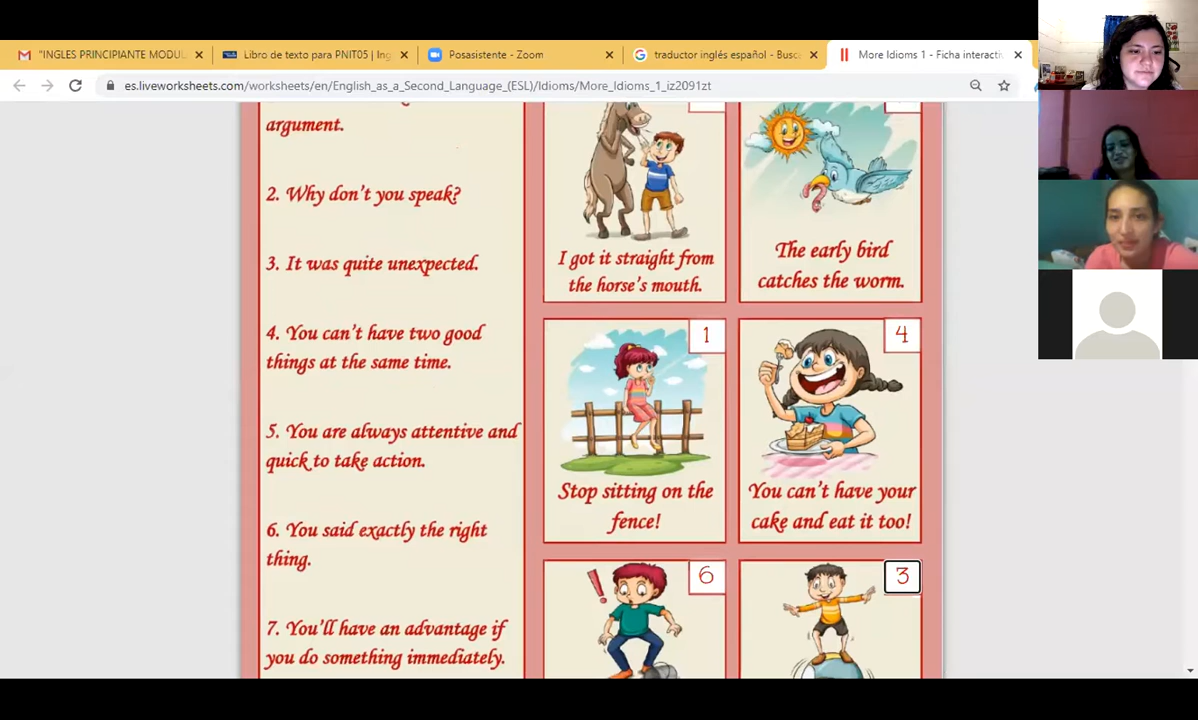 "INGLES PRINCIPIANTE MODUL
Libro de texto para PNIT05 | Ing
Posasistente - Zoom
traductor inglés español - Busca
More Idioms 1 - Ficha interactiv
es.liveworksheets.com/worksheets/en/English_as_a_Second_Language_(ESL)/Idioms/More_Idioms_1_iz2091zt
argument.
2. Why don't you speak?
3. It was quite unexpected.
4. You can't have two good
things at the same time.
5. You are always attentive and
quick to take action.
6. You said exactly the right
thing.
7. You'll have an advantage if
you do something immediately.
I got it straight from
the horse's mouth.
The early bird
catches the worm.
1
Stop sitting on the
fence!
4
You can't have your
cake and eat it too!
6
3